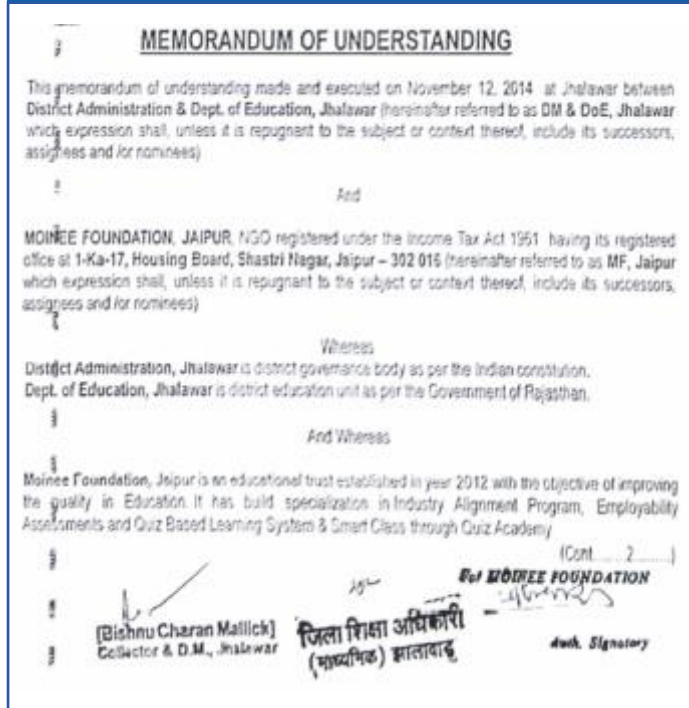 MEMORANDUM OF UNDERSTANDING
This memorandum of understanding made and executed on November 12, 2014 at Jhalawar between
District Administration & Dept. of Education, Jhalawar (hereinafter referred to as DM & DoE, Jhalawar
which expression shall, unless it is repugnant to the subject or context thereof, include its successors,
assignees and /or nominees)
And
MOINEE FOUNDATION, JAIPUR, NGO registered under the Income Tax Act 1961 having its registered
office at 1-Ka-17, Housing Board, Shastri Nagar, Jaipur – 302 016 (hereinafter referred to as MF, Jaipur
which expression shall, unless it is repugnant to the subject or context thereof, include its successors,
assignees and /or nominees)
Whereas
District Administration, Jhalawar is district governance body as per the Indian constitution.
Dept. of Education, Jhalawar is district education unit as per the Government of Rajasthan.
And Whereas
Moinee Foundation, Jaipur is an educational trust established in year 2012 with the objective of improving
the quality in Education. It has build specialization in Industry Alignment Program, Employability
Assessments and Quiz Based Learning System & Smart Class through Quiz Academy
(Cont......2.......)
For MOINEE FOUNDATION
[Bishnu Charan Mallick]
Collector & D.M., Jhalawar
जिला शिक्षा अधिकारी
(माध्यमिक) झालावाड़
Auth. Signatory